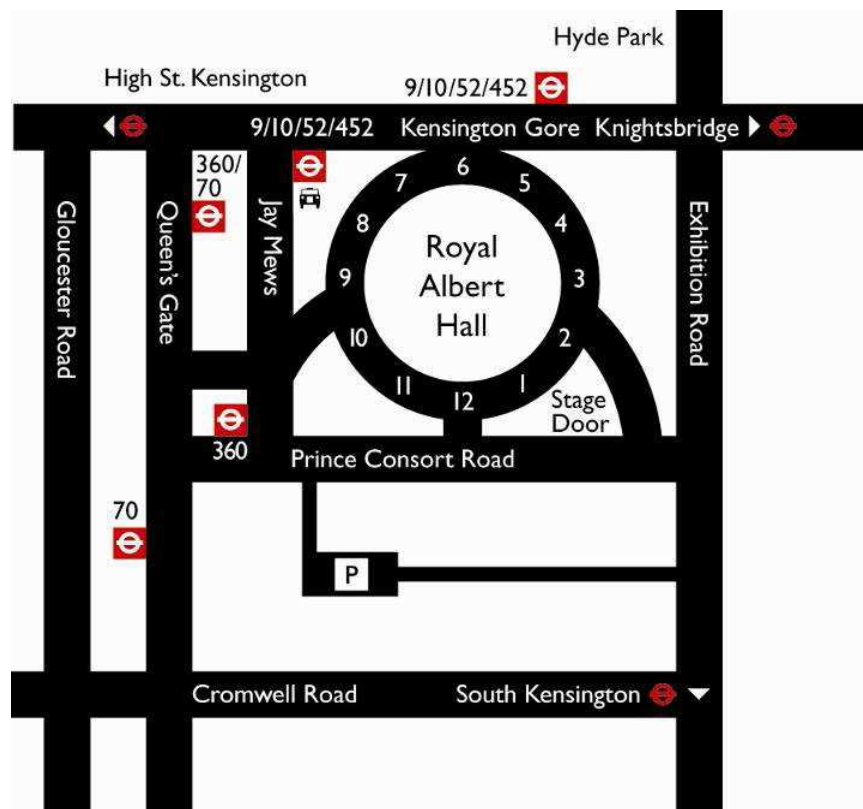 Hyde Park
High St. Kensington
9/10/52/452
9/10/52/452
Kensington Gore
Knightsbridge
360/
70
Gloucester Road
Queen's Gate
Jay Mews
Exhibition Road
6
7
5
8
4
9
3
10
2
11
1
12
Royal
Albert
Hall
Stage
Door
360
Prince Consort Road
70
P
Cromwell Road
South Kensington